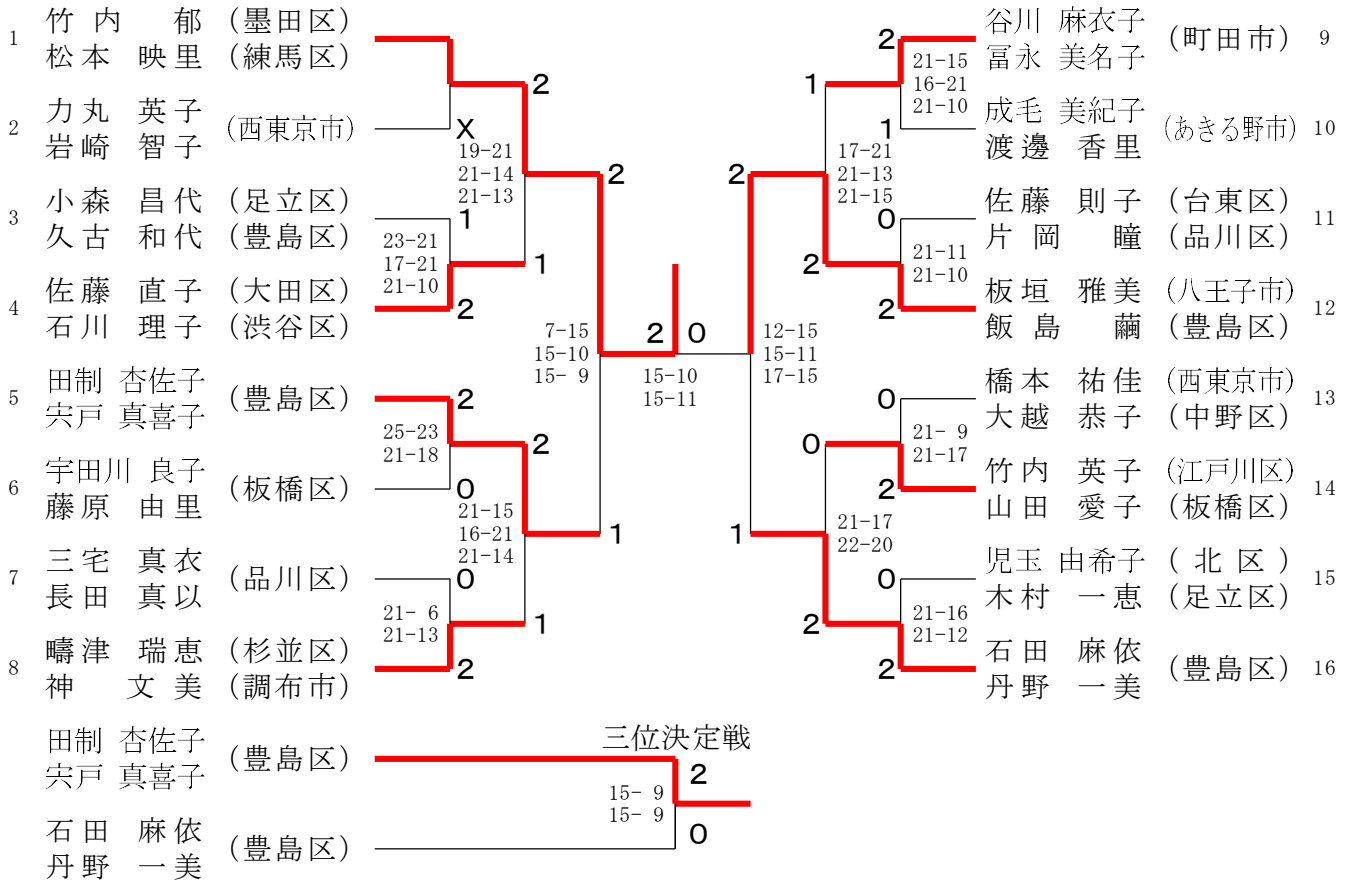 1 竹内 郁 (墨田区)
松本 映里 (練馬区)
2 力丸 英子 (西東京市)
岩崎 智子
X
2
19-21
21-14
21-13
3 小森 昌代 (足立区)
久古 和代 (豊島区)
1
23-21
17-21
21-10
4 佐藤 直子 (大田区)
石川 理子 (渋谷区)
2
1
2
7-15
15-10
15- 9
5 田制 杏佐子 (豊島区)
宍戸 真喜子
2
25-23
21-18
6 宇田川 良子 (板橋区)
藤原 由里
0
2
21-15
16-21
21-14
7 三宅 真衣 (品川区)
長田 真以
0
21- 6
21-13
8 疇津 瑞恵 (杉並区)
神 文美 (調布市)
2
1
1
2 0
15-10
15-11
谷川 麻衣子 (町田市) 9
冨永 美名子
2
21-15
16-21
21-10
成毛 美紀子 (あきる野市) 10
渡邊 香里
1
1
17-21
21-13
21-15
佐藤 則子 (台東区) 11
片岡 瞳 (品川区)
0
21-11
21-10
板垣 雅美 (八王子市) 12
飯島 繭 (豊島区)
2
2
2
12-15
15-11
17-15
橋本 祐佳 (西東京市) 13
大越 恭子 (中野区)
0
21- 9
21-17
竹内 英子 (江戸川区) 14
山田 愛子 (板橋区)
2
0
21-17
22-20
児玉 由希子 (北区) 15
木村 一恵 (足立区)
0
21-16
21-12
石田 麻依 (豊島区) 16
丹野 一美
2
2
1
三位決定戦
田制 杏佐子 (豊島区)
宍戸 真喜子
2
15- 9
15- 9
0
石田 麻依 (豊島区)
丹野 一美